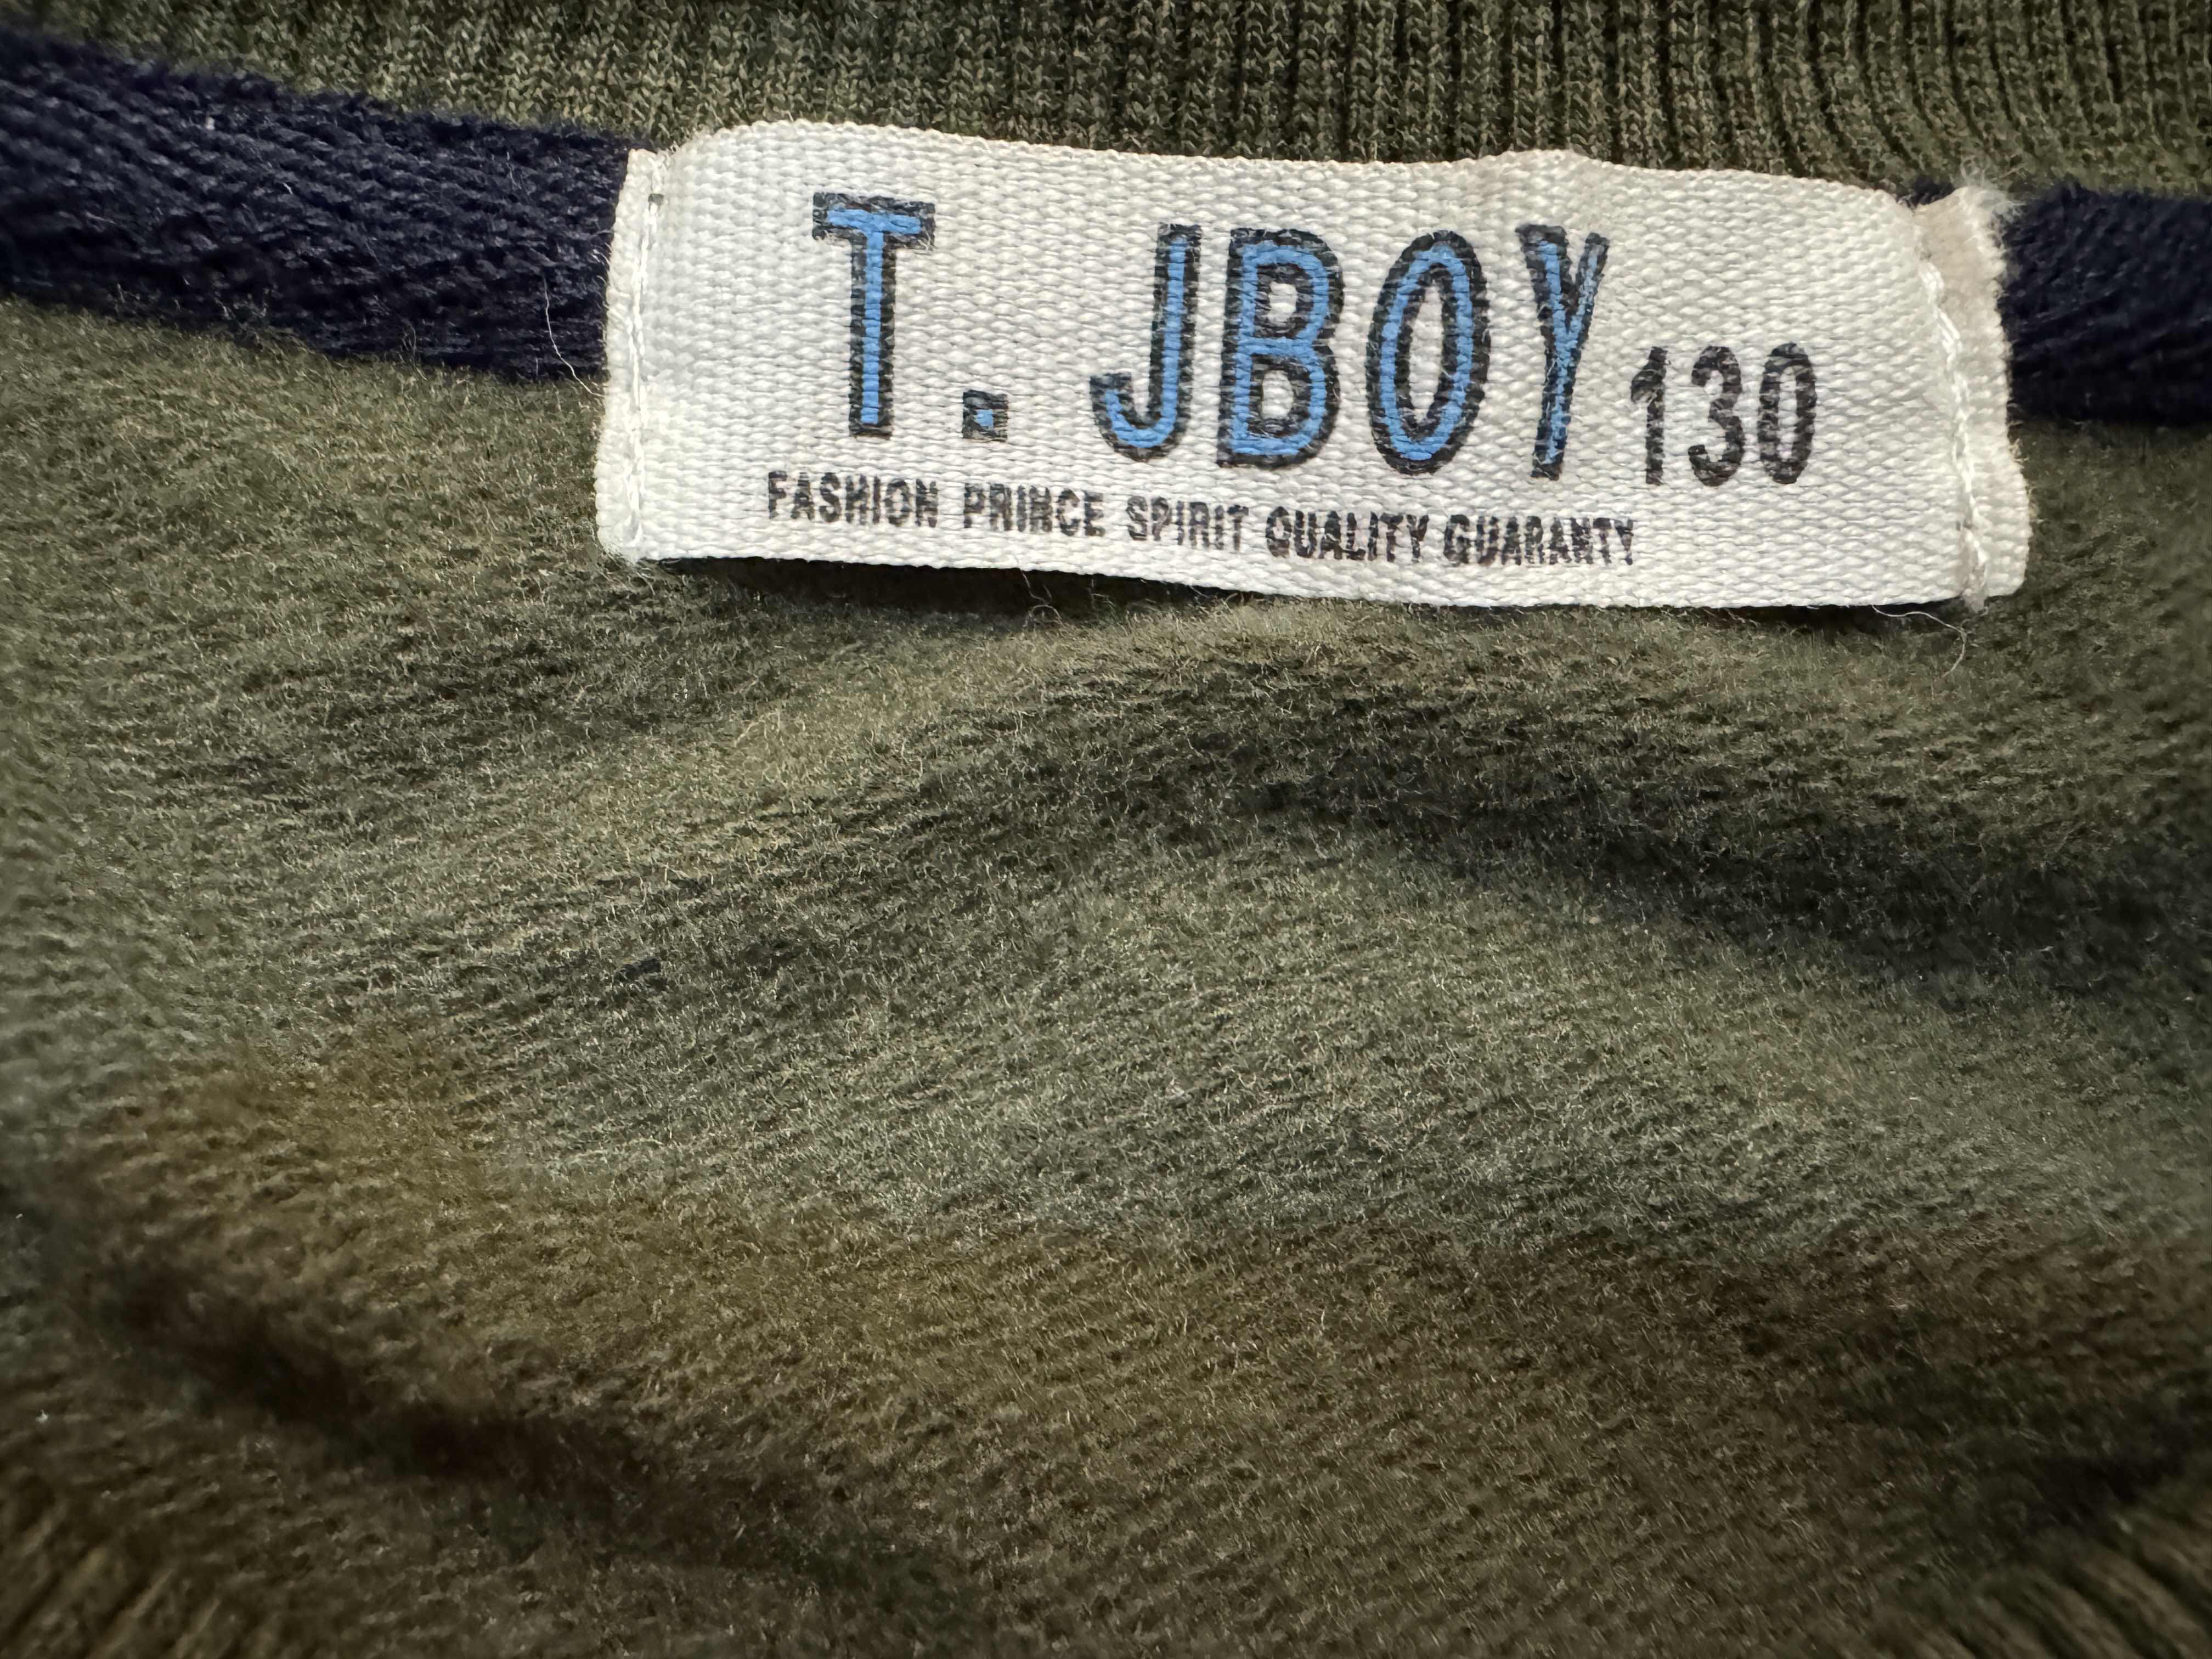 T. JBOY 130
FASHION PRINCE SPIRIT QUALITY GUARANTY